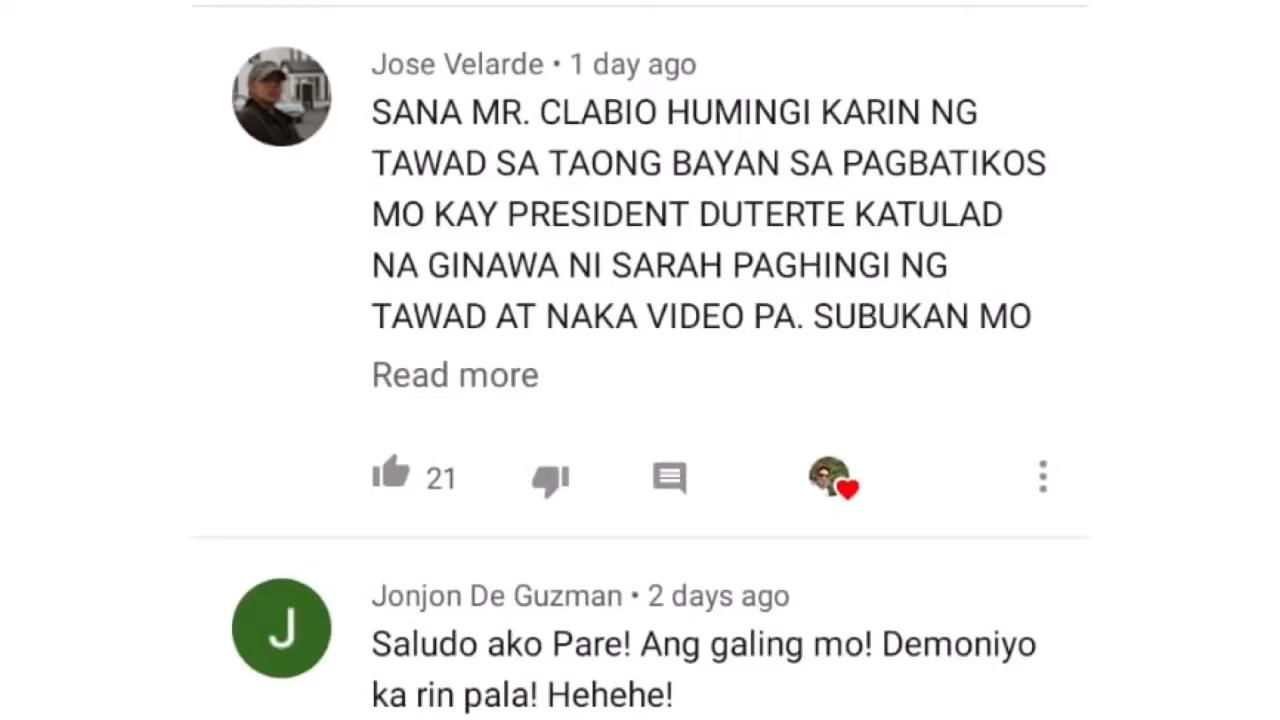 Jose Velarde • 1 day ago
SANA MR. CLABIO HUMINGI KARIN NG
TAWAD SA TAONG BAYAN SA PAGBATIKOS
MO KAY PRESIDENT DUTERTE KATULAD
NA GINAWA NI SARAH PAGHINGI NG
TAWAD AT NAKA VIDEO PA. SUBUKAN MO
Read more
21
J
Jonjon De Guzman • 2 days ago
Saludo ako Pare! Ang galing mo! Demoniyo
ka rin pala! Hehehe!